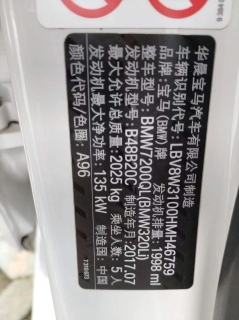 华晨宝马汽车有限公司制造
品牌：宝马(BMW)牌 制造国：中国
车辆识别代号：LBV8W3100HMH46759
整车型号：BMW7200QL(BMW320Li)
发动机型号：B48B20C 发动机排量：1998 ml
发动机最大净功率：135 kW 乘坐人数：5人
最大允许总质量：2025 kg 制造年月：2017.07
颜色代码/色圈：A96